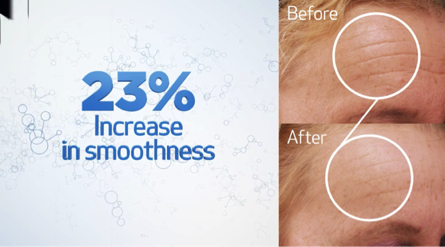 23%
Increase
in smoothness
Before
After